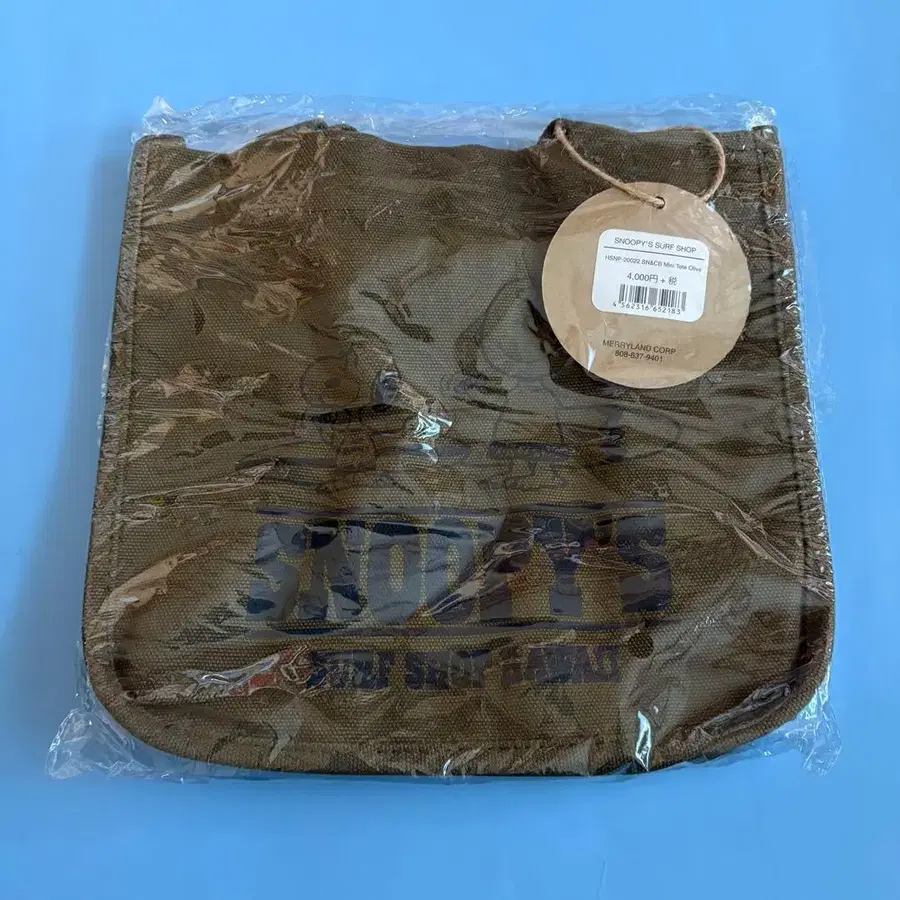 SNOOPY'S SURF SHOP
HSNP-20022 SN&CB Mini Tote Olive
4,000円 + 税
4 562316 652183
MERRYLAND CORP
808-637-9401
SNOOPY'S
SURF SHOP HAWAII